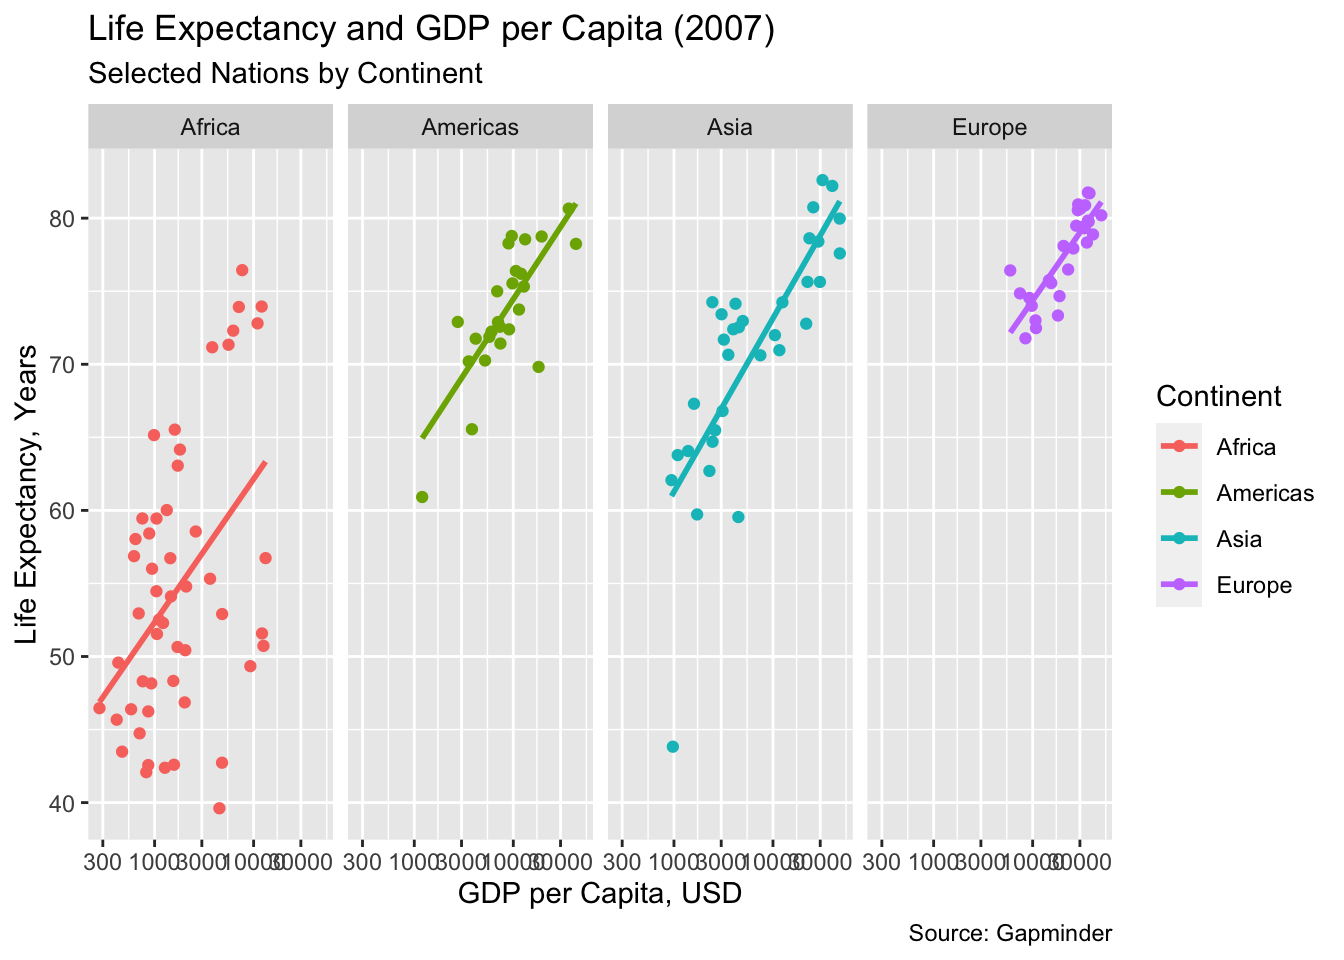 Life Expectancy and GDP per Capita (2007)
Selected Nations by Continent
Africa Americas Asia Europe
80
70
60
50
40
Life Expectancy, Years
300 1000 3000 10000 30000 300 1000 3000 10000 30000 300 1000 3000 10000 30000 300 1000 3000 10000 30000
GDP per Capita, USD
Continent
Africa
Americas
Asia
Europe
Source: Gapminder